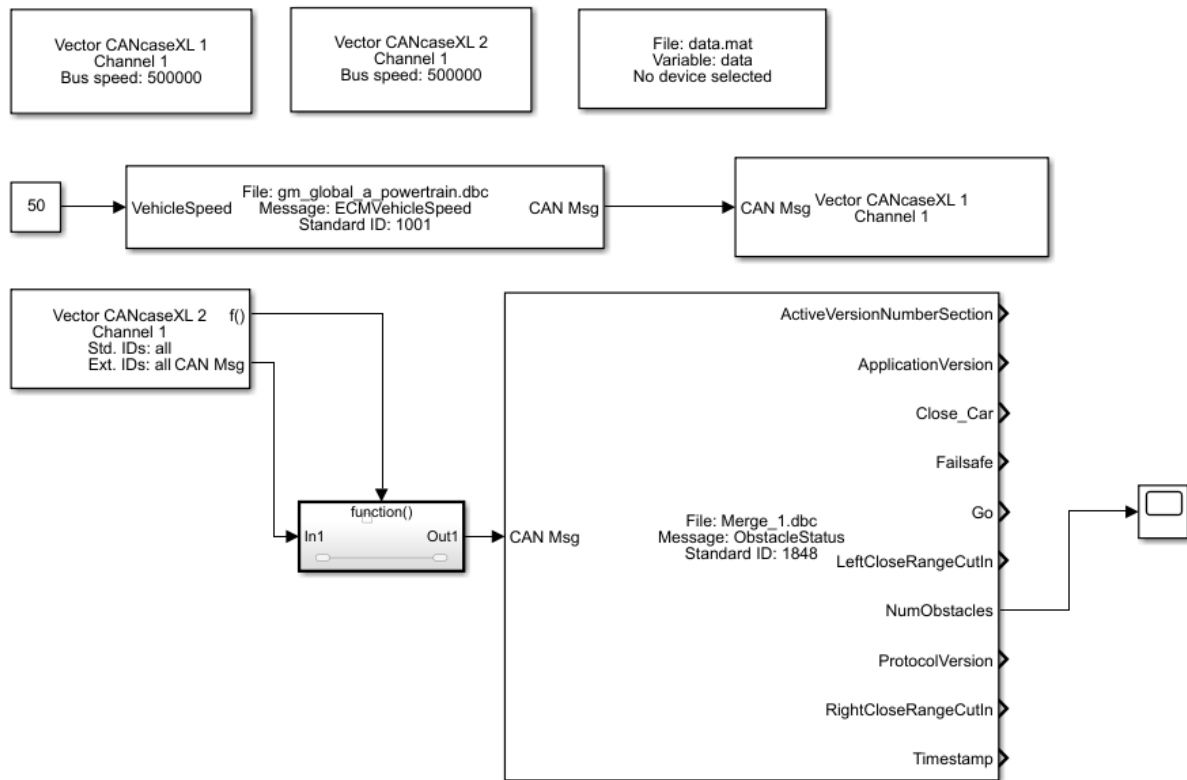 Vector CANcaseXL 1
Channel 1
Bus speed: 500000
Vector CANcaseXL 2
Channel 1
Bus speed: 500000
File: data.mat
Variable: data
No device selected
50
VehicleSpeed
File: gm_global_a_powertrain.dbc
Message: ECMVehicleSpeed
Standard ID: 1001
CAN Msg
CAN Msg
Vector CANcaseXL 1
Channel 1
Vector CANcaseXL 2
Channel 1
Std. IDs: all
Ext. IDs: all
f()
CAN Msg
function()
In1
Out1
CAN Msg
File: Merge_1.dbc
Message: ObstacleStatus
Standard ID: 1848
ActiveVersionNumberSection
ApplicationVersion
Close_Car
Failsafe
Go
LeftCloseRangeCutIn
NumObstacles
ProtocolVersion
RightCloseRangeCutIn
Timestamp